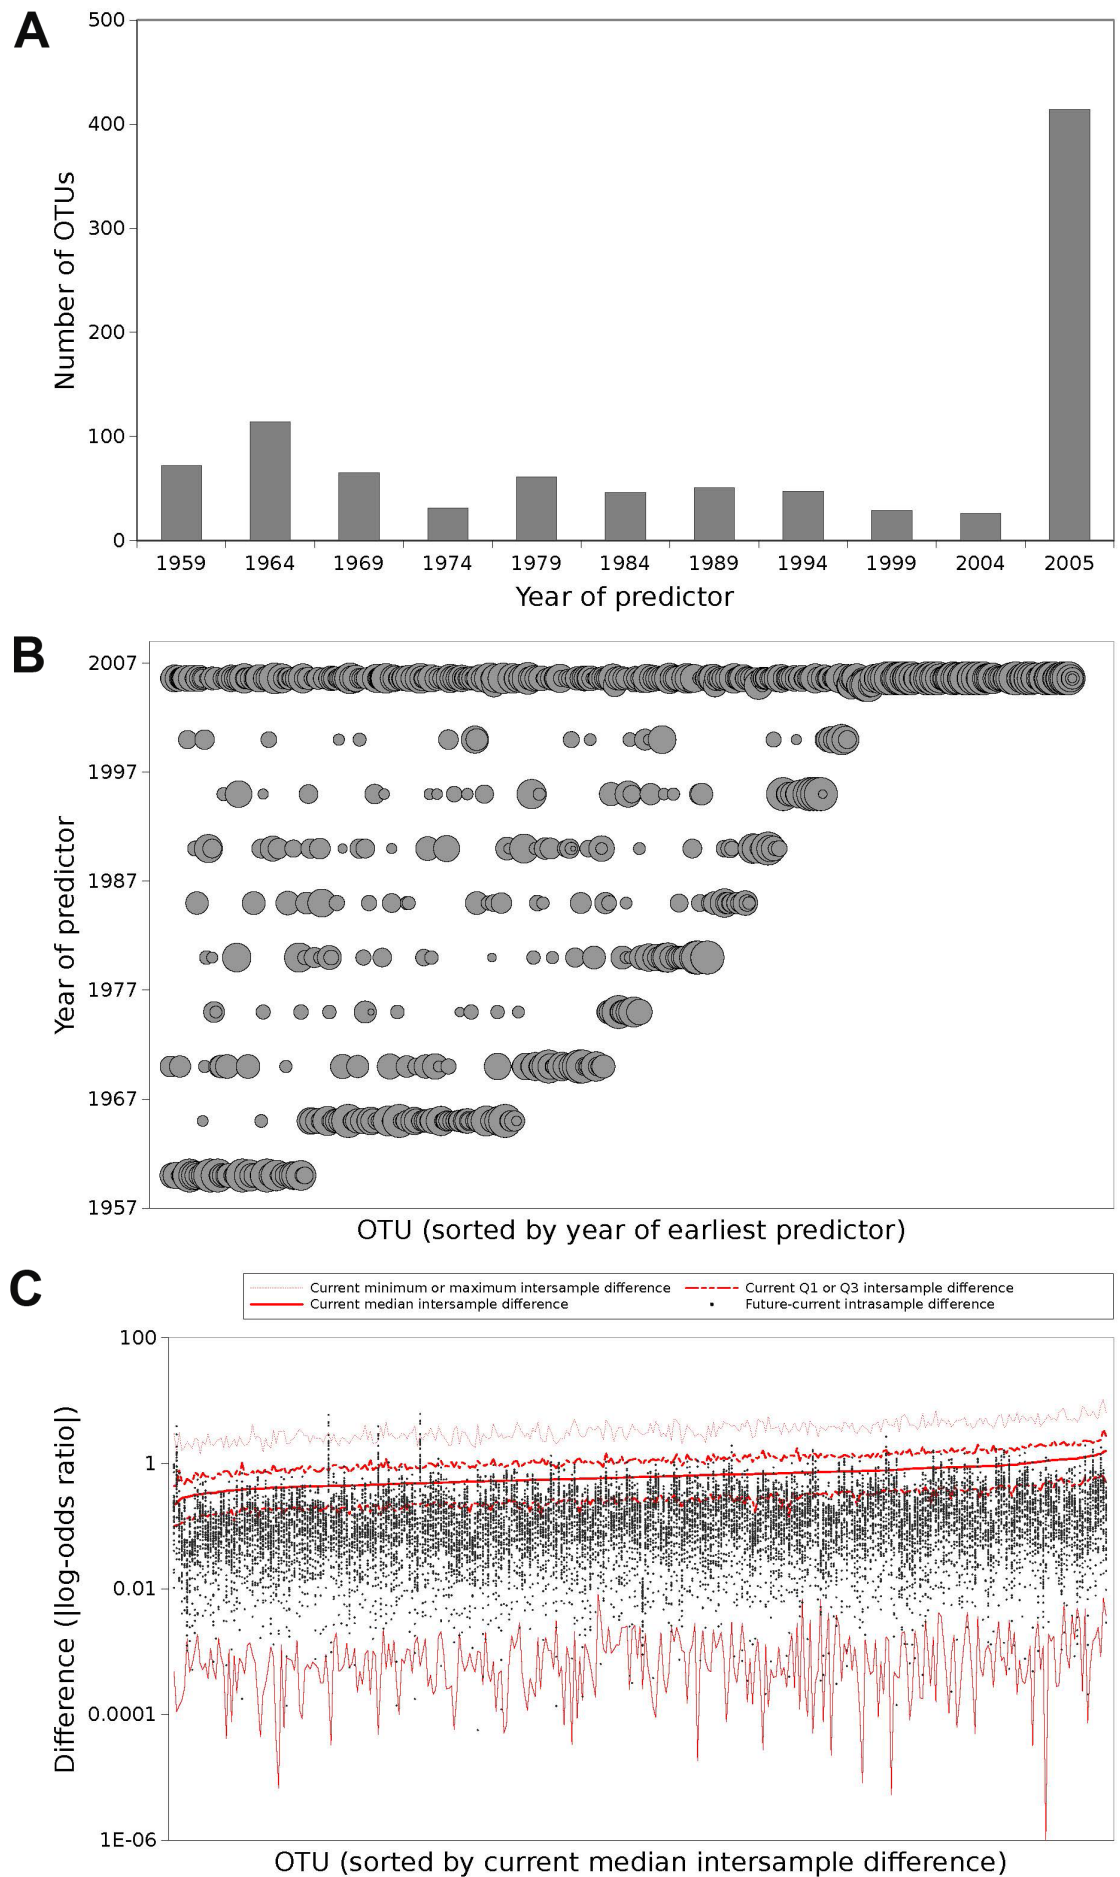 A
500
400
300
200
100
0
Number of OTUs
1959 1964 1969 1974 1979 1984 1989 1994 1999 2004 2005
Year of predictor
B
2007
1997
1987
1977
1967
1957
Year of predictor
OTU (sorted by year of earliest predictor)
C
Current minimum or maximum intersample difference
Current Q1 or Q3 intersample difference
Current median intersample difference
Future-current intrasample difference
100
1
0.01
0.0001
1E-06
Difference (|log-odds ratio|)
OTU (sorted by current median intersample difference)